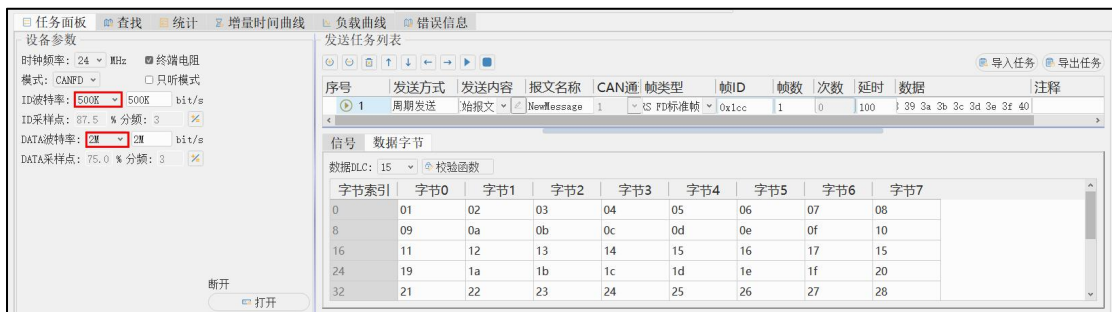 任务面板 查找 统计 增量时间曲线 负载曲线 错误信息
设备参数
时钟频率: 24 MHz 终端电阻
模式: CANFD 只听模式
ID波特率: 500K 500K bit/s
ID采样点: 87.5 % 分频: 3
DATA波特率: 2M 2M bit/s
DATA采样点: 75.0 % 分频: 3
断开
打开
发送任务列表
导入任务 导出任务
序号 发送方式 发送内容 报文名称 CAN通 帧类型 帧ID 帧数 次数 延时 数据 注释
1 周期发送 始报文 NewMessage 1 RS FD标准帧 0x1cc 1 0 100 39 3a 3b 3c 3d 3e 3f 40
信号 数据字节
数据DLC: 15 校验函数
字节索引 字节0 字节1 字节2 字节3 字节4 字节5 字节6 字节7
0 01 02 03 04 05 06 07 08
8 09 0a 0b 0c 0d 0e 0f 10
16 11 12 13 14 15 16 17 15
24 19 1a 1b 1c 1d 1e 1f 20
32 21 22 23 24 25 26 27 28